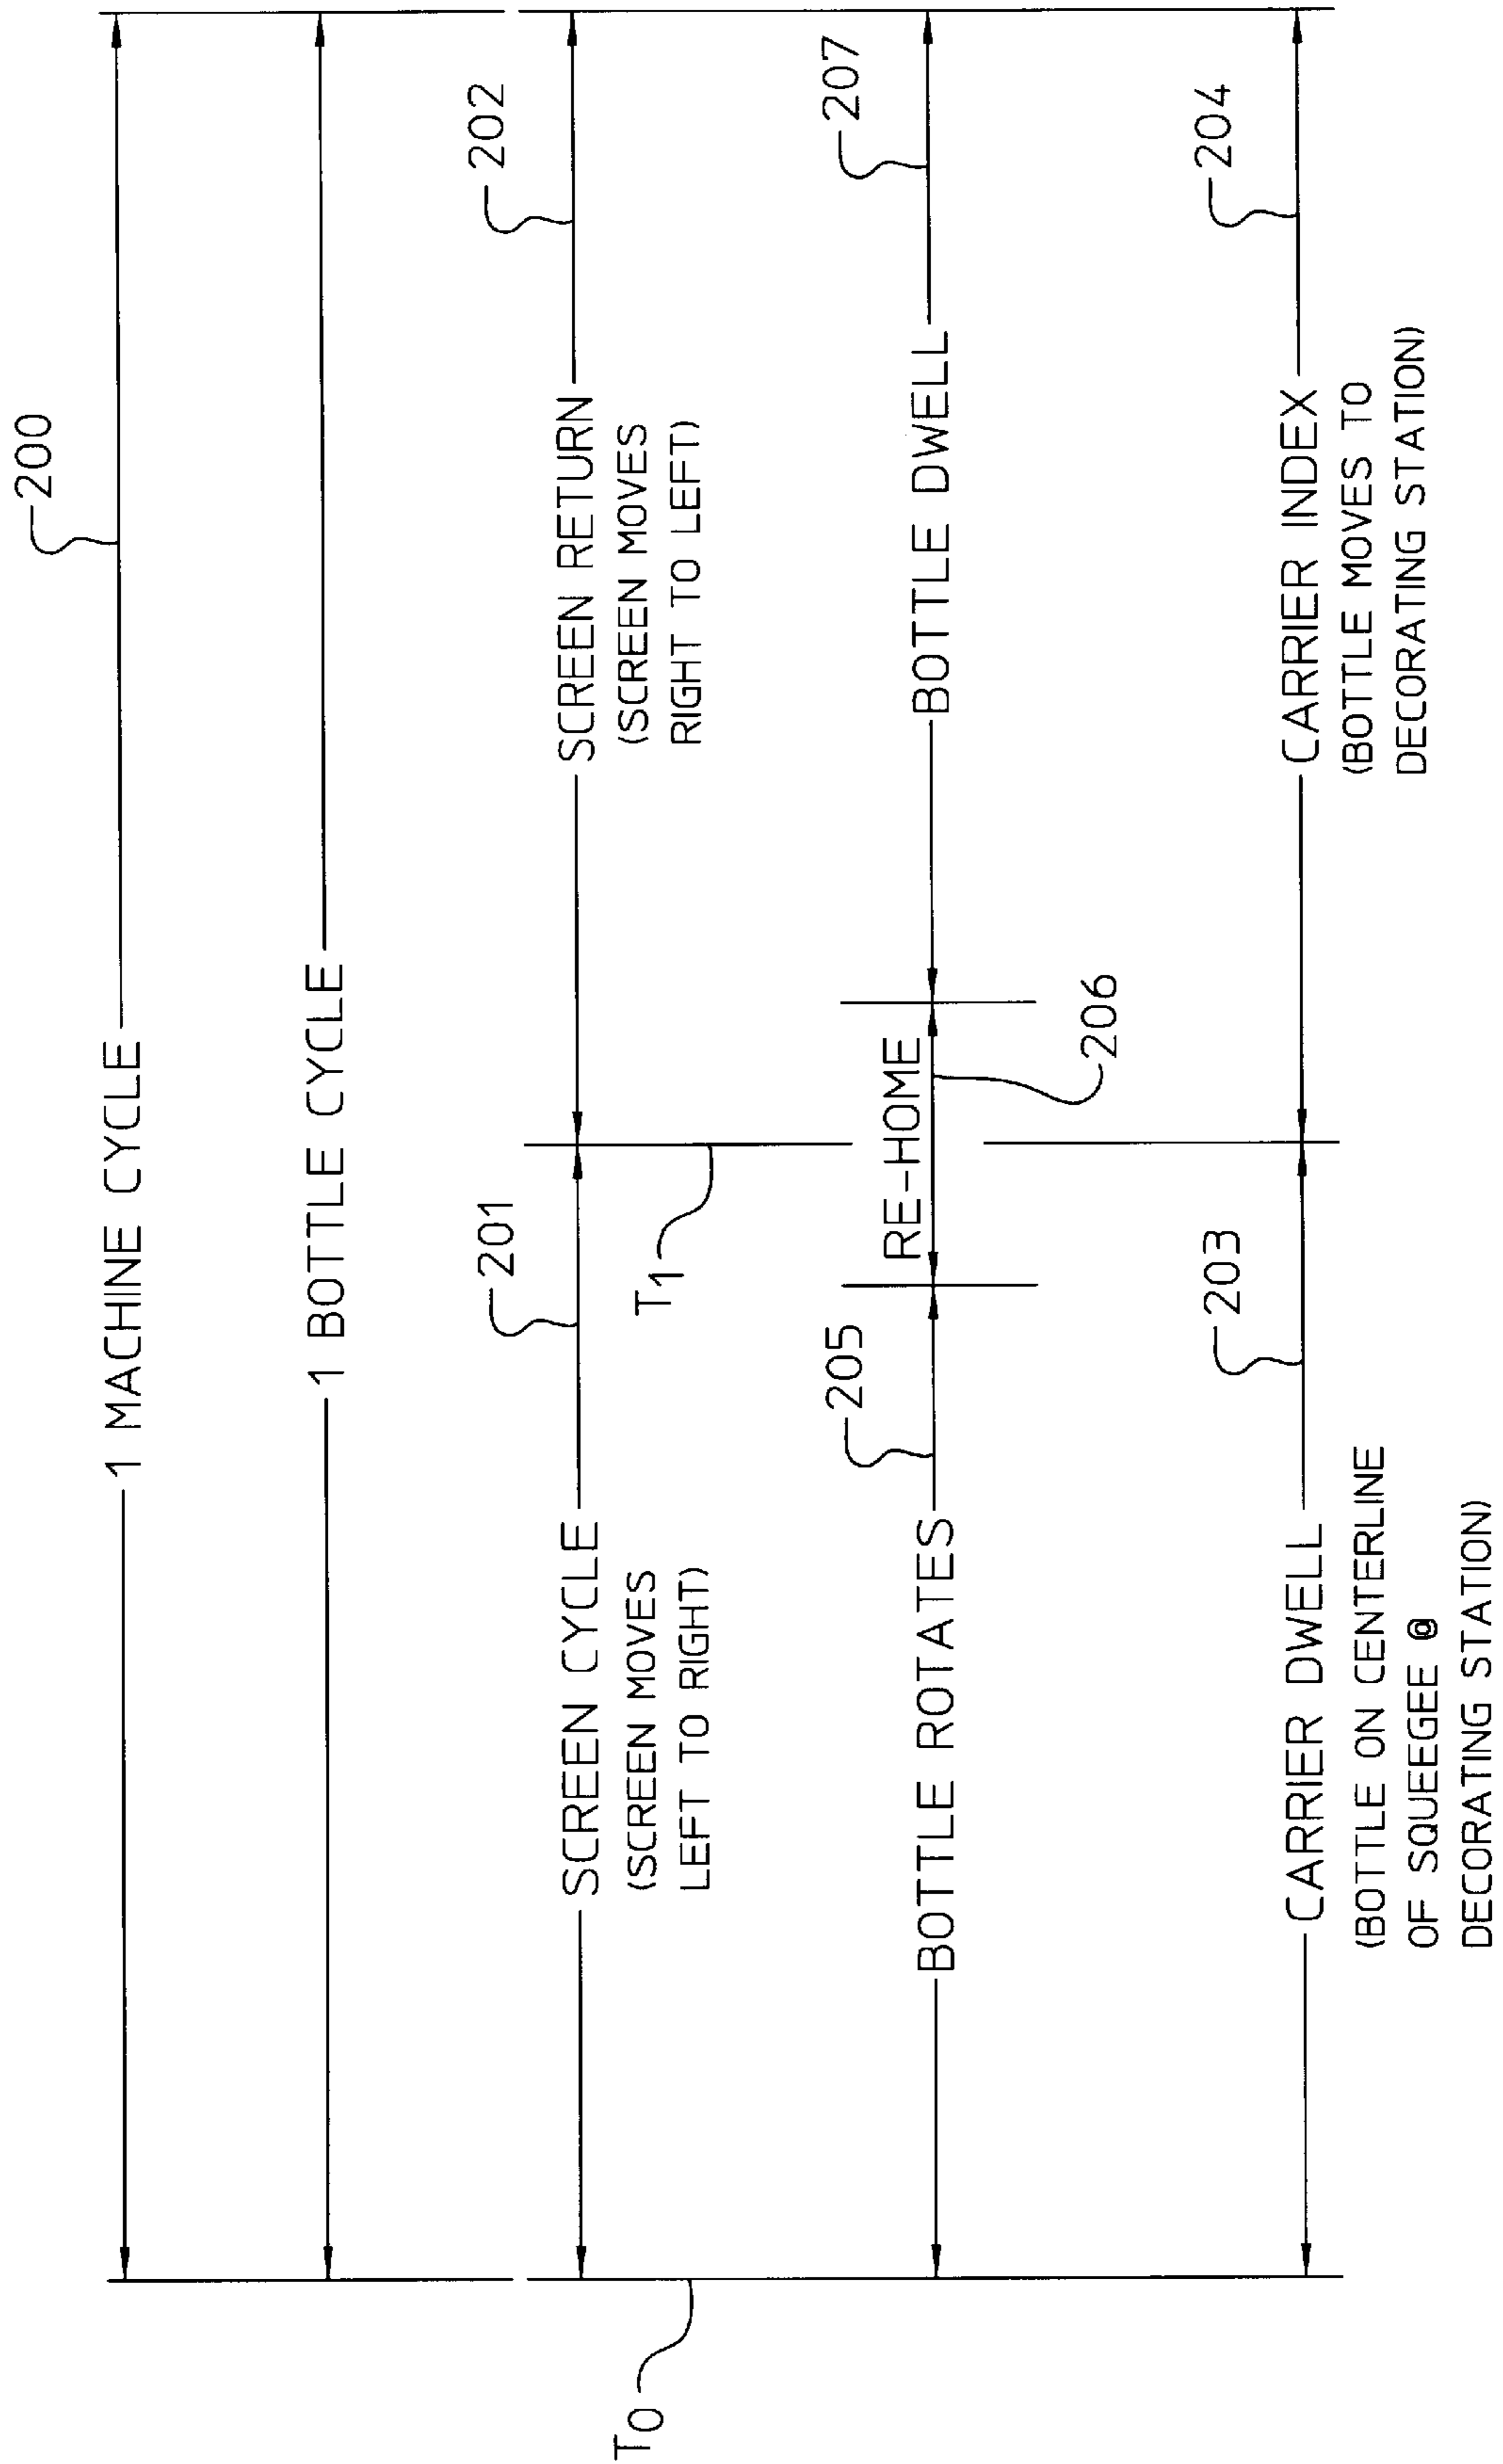 200
1 MACHINE CYCLE
1 BOTTLE CYCLE
201
202
SCREEN CYCLE
(SCREEN MOVES
LEFT TO RIGHT)
SCREEN RETURN
(SCREEN MOVES
RIGHT TO LEFT)
T0
T1
205
207
RE-HOME
BOTTLE ROTATES
BOTTLE DWELL
206
203
204
CARRIER DWELL
(BOTTLE ON CENTERLINE
OF SQUEEGEE @
DECORATING STATION)
CARRIER INDEX
(BOTTLE MOVES TO
DECORATING STATION)